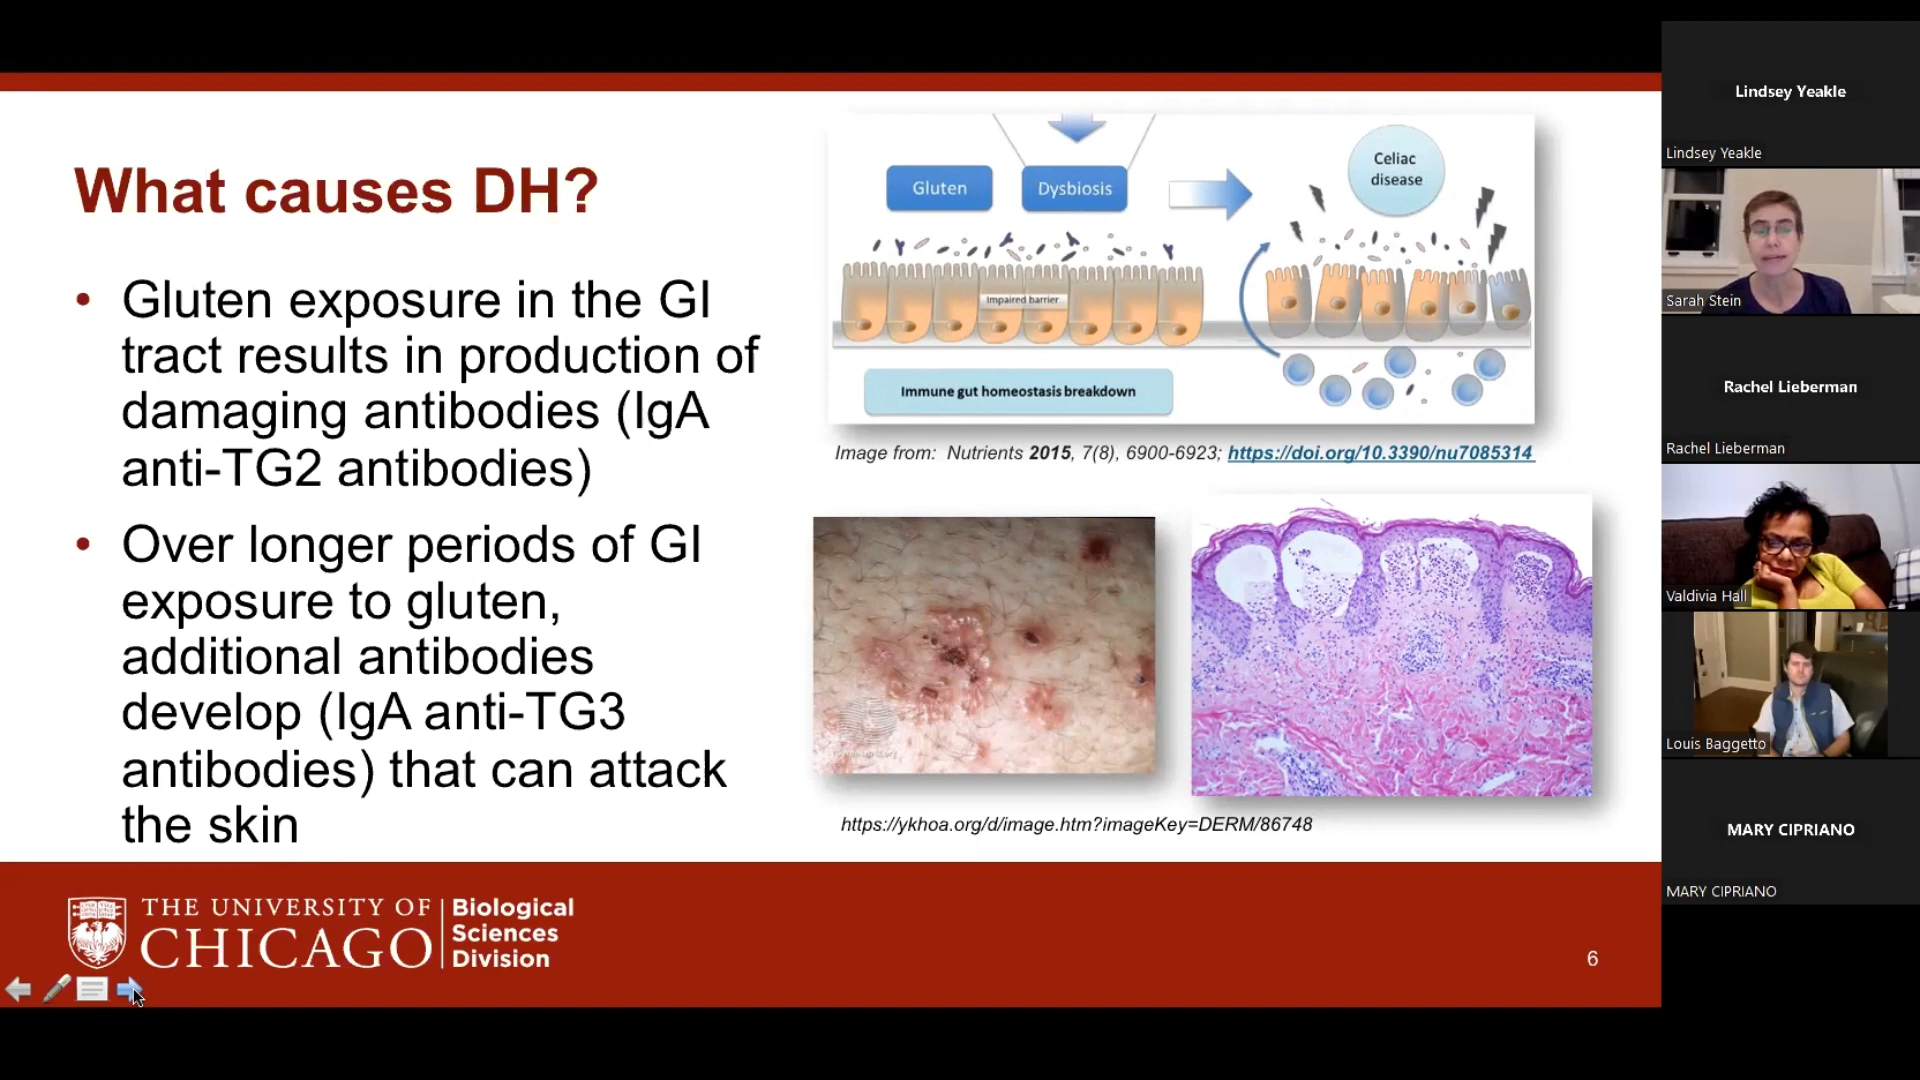 What causes DH?
• Gluten exposure in the GI
tract results in production of
damaging antibodies (IgA
anti-TG2 antibodies)
• Over longer periods of GI
exposure to gluten,
additional antibodies
develop (IgA anti-TG3
antibodies) that can attack
the skin
Gluten
Dysbiosis
Celiac
disease
Impaired barrier
Immune gut homeostasis breakdown
Image from: Nutrients 2015, 7(8), 6900-6923; https://doi.org/10.3390/nu7085314
https://ykhoa.org/d/image.htm?imageKey=DERM/86748
THE UNIVERSITY OF
CHICAGO
Biological
Sciences
Division
6
Lindsey Yeakle
Lindsey Yeakle
Sarah Stein
Rachel Lieberman
Rachel Lieberman
Valdivia Hall
Louis Baggetto
MARY CIPRIANO
MARY CIPRIANO